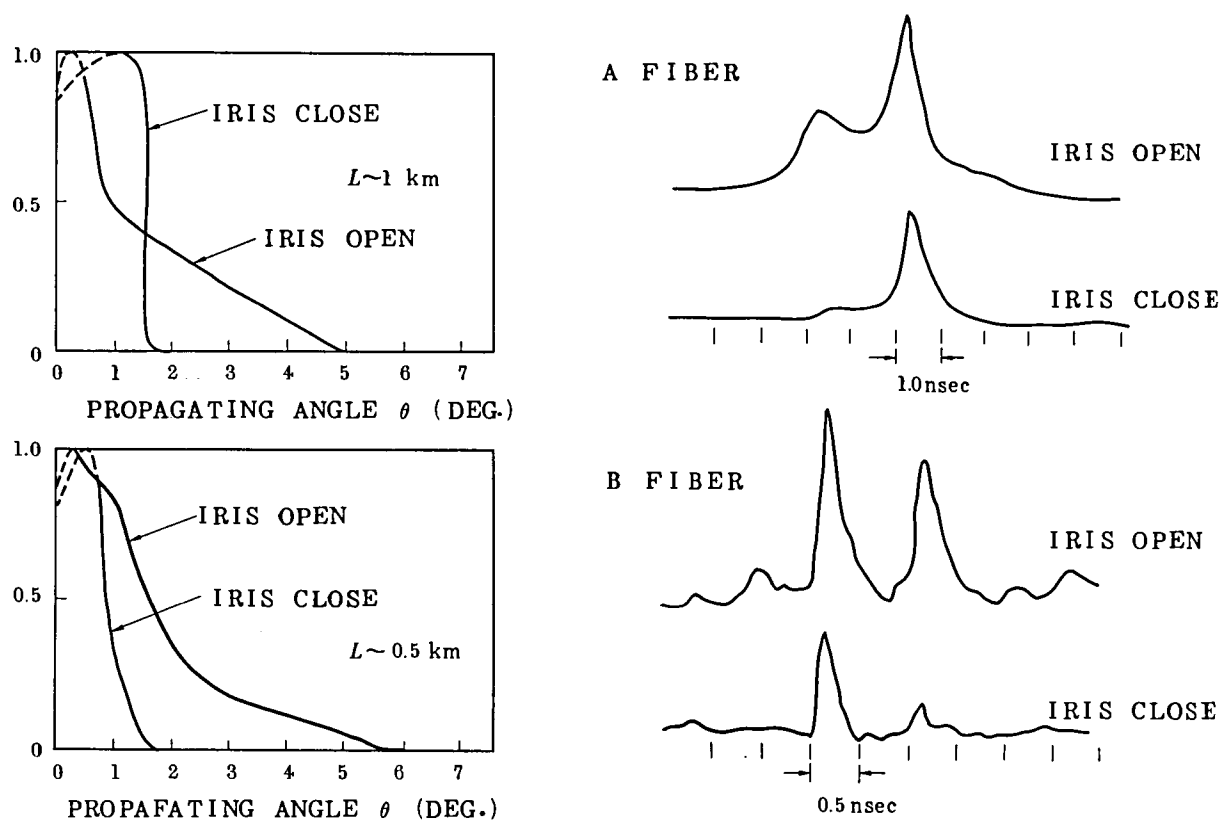 1.0
IRIS CLOSE
L~1 km
0.5
IRIS OPEN
0
0 1 2 3 4 5 6 7
PROPAGATING ANGLE θ (DEG.)
A FIBER
IRIS OPEN
IRIS CLOSE
1.0nsec
1.0
IRIS OPEN
0.5
IRIS CLOSE
L~ 0.5 km
0
0 1 2 3 4 5 6 7
PROPAFATING ANGLE θ (DEG.)
B FIBER
IRIS OPEN
IRIS CLOSE
0.5nsec